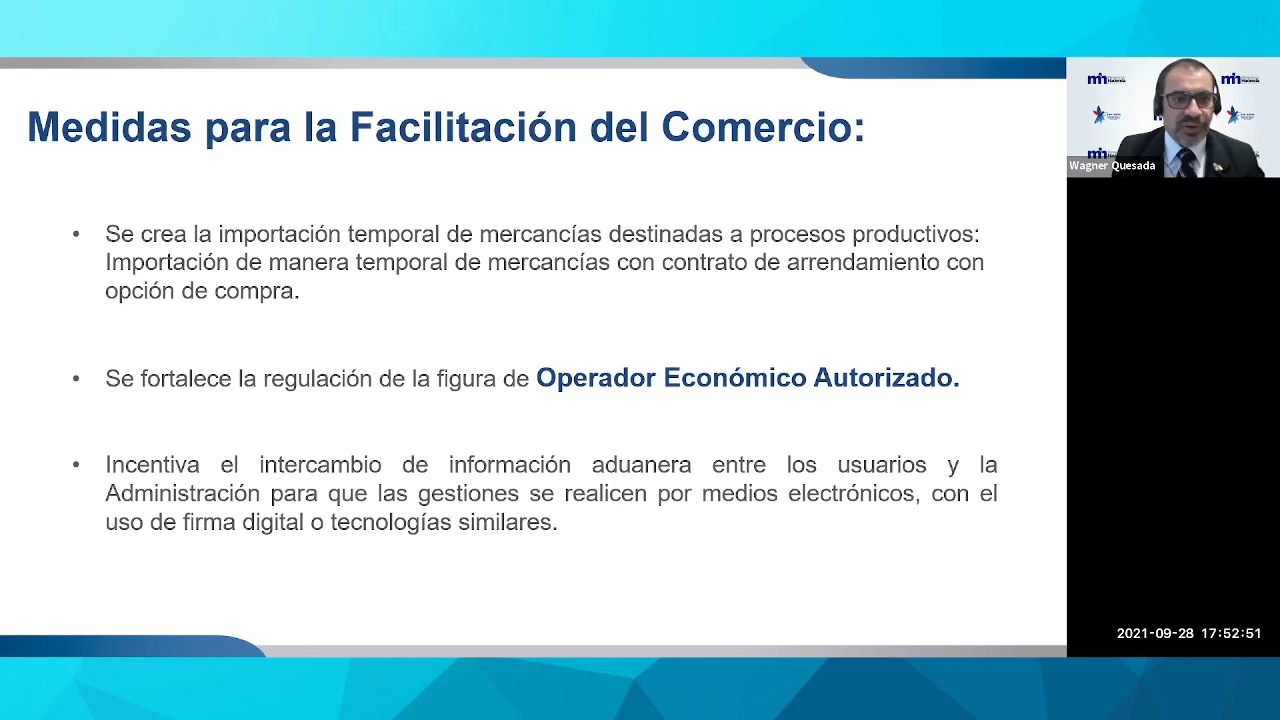 Medidas para la Facilitación del Comercio:
• Se crea la importación temporal de mercancías destinadas a procesos productivos:
Importación de manera temporal de mercancías con contrato de arrendamiento con
opción de compra.
• Se fortalece la regulación de la figura de Operador Económico Autorizado.
• Incentiva el intercambio de información aduanera entre los usuarios y la
Administración para que las gestiones se realicen por medios electrónicos, con el
uso de firma digital o tecnologías similares.
Wagner Quesada
2021-09-28 17:52:51